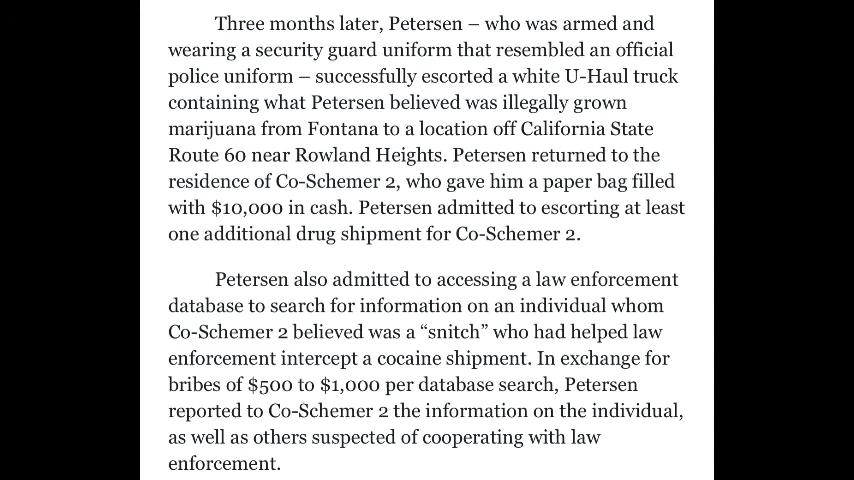 Three months later, Petersen – who was armed and
wearing a security guard uniform that resembled an official
police uniform – successfully escorted a white U-Haul truck
containing what Petersen believed was illegally grown
marijuana from Fontana to a location off California State
Route 60 near Rowland Heights. Petersen returned to the
residence of Co-Schemer 2, who gave him a paper bag filled
with $10,000 in cash. Petersen admitted to escorting at least
one additional drug shipment for Co-Schemer 2.
Petersen also admitted to accessing a law enforcement
database to search for information on an individual whom
Co-Schemer 2 believed was a “snitch” who had helped law
enforcement intercept a cocaine shipment. In exchange for
bribes of $500 to $1,000 per database search, Petersen
reported to Co-Schemer 2 the information on the individual,
as well as others suspected of cooperating with law
enforcement.